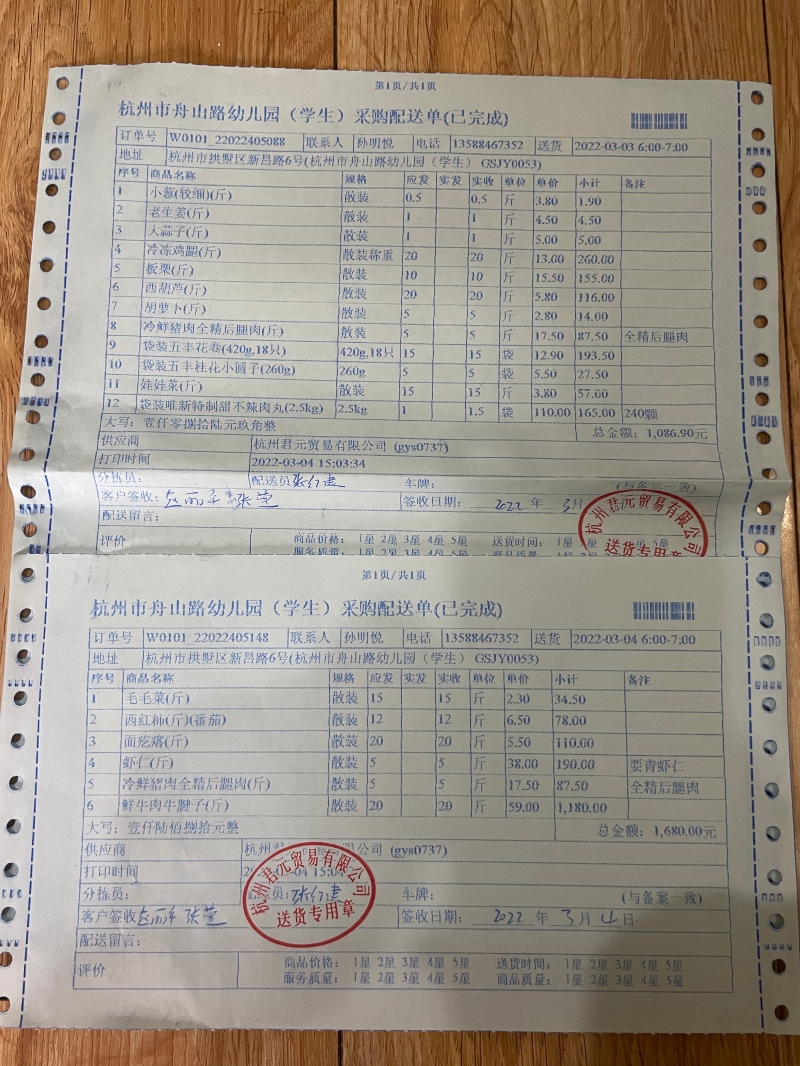 第1页/共1页
杭州市舟山路幼儿园（学生）采购配送单(已完成)
订单号 W0101_22022405088 联系人 孙明悦 电话 13588467352 送货 2022-03-03 6:00-7:00
地址 杭州市拱墅区新昌路6号(杭州市舟山路幼儿园（学生） GSJY0053)
序号 商品名称 规格 应发 实发 实收 单位 单价 小计 备注
1 小葱(较细)(斤) 散装 0.5 0.5 斤 3.80 1.90
2 老生姜(斤) 散装 1 1 斤 4.50 4.50
3 大蒜子(斤) 散装 1 1 斤 5.00 5.00
4 冷冻鸡腿(斤) 散装称重 20 20 斤 13.00 260.00
5 板栗(斤) 散装 10 10 斤 15.50 155.00
6 西葫芦(斤) 散装 20 20 斤 5.80 116.00
7 胡萝卜(斤) 散装 5 5 斤 2.80 14.00
8 冷鲜猪肉全精后腿肉(斤) 散装 5 5 斤 17.50 87.50 全精后腿肉
9 袋装五丰花卷(420g,18只) 420g,18只 15 15 袋 12.90 193.50
10 袋装五丰桂花小圆子(260g) 260g 5 5 袋 5.50 27.50
11 娃娃菜(斤) 散装 15 15 斤 3.80 57.00
12 袋装唯新特制甜不辣肉丸(2.5kg) 2.5kg 1 1.5 袋 110.00 165.00 240颗
大写：壹仟零捌拾陆元玖角整 总金额：1,086.90元
供应商 杭州君元贸易有限公司 (gys0737)
打印时间 2022-03-04 15:03:34
分拣员： 配送员 车牌： (与备案一致)
客户签收： 签收日期： 2022 年 3月
配送留言：
评价 商品价格： 1星 2星 3星 4星 5星 送货时间： 1星
服务质量： 1星 2星 3星 4星 5星 商品质量：
杭州君元贸易有限公司
送货专用章
第1页/共1页
杭州市舟山路幼儿园（学生）采购配送单(已完成)
订单号 W0101_22022405148 联系人 孙明悦 电话 13588467352 送货 2022-03-04 6:00-7:00
地址 杭州市拱墅区新昌路6号(杭州市舟山路幼儿园（学生） GSJY0053)
序号 商品名称 规格 应发 实发 实收 单位 单价 小计 备注
1 毛毛菜(斤) 散装 15 15 斤 2.30 34.50
2 西红柿(斤)(番茄) 散装 12 12 斤 6.50 78.00
3 面疙瘩(斤) 散装 20 20 斤 5.50 110.00
4 虾仁(斤) 散装 5 5 斤 38.00 190.00 要青虾仁
5 冷鲜猪肉全精后腿肉(斤) 散装 5 5 斤 17.50 87.50 全精后腿肉
6 鲜牛肉牛腱子(斤) 散装 20 20 斤 59.00 1,180.00
大写：壹仟陆佰捌拾元整 总金额：1,680.00元
供应商 杭州君元贸易有限公司 (gys0737)
打印时间
分拣员： 车牌： (与备案一致)
客户签收 签收日期： 2022 年 3月 4日
配送留言：
杭州君元贸易有限公司
送货专用章
评价 商品价格： 1星 2星 3星 4星 5星 送货时间： 1星 2星 3星 4星 5星
服务质量： 1星 2星 3星 4星 5星 商品质量： 1星 2星 3星 4星 5星